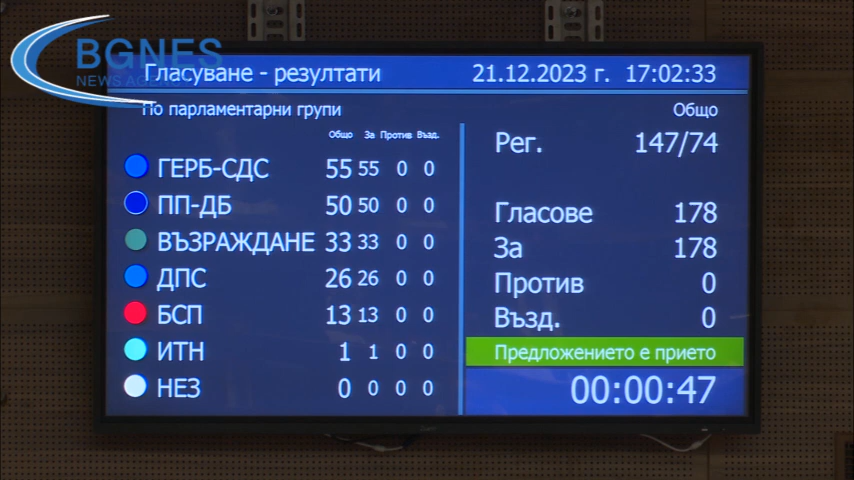 BGNES
NEWS AGENCY
Гласуване - резултати 21.12.2023 г. 17:02:33
По парламентарни групи
Общо За Против Възд.
ГЕРБ-СДС 55 55 0 0
ПП-ДБ 50 50 0 0
ВЪЗРАЖДАНЕ 33 33 0 0
ДПС 26 26 0 0
БСП 13 13 0 0
ИТН 1 1 0 0
НЕЗ 0 0 0 0
Общо
Рег. 147/74
Гласове 178
За 178
Против 0
Възд. 0
Предложението е прието
00:00:47